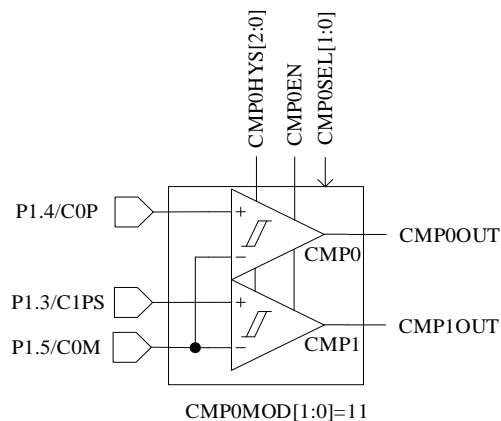 CMP0HYS[2:0]
CMP0EN
CMP0SEL[1:0]
P1.4/C0P
+
−
CMP0
CMP0OUT
P1.3/C1PS
+
P1.5/C0M
−
CMP1
CMP1OUT
CMP0MOD[1:0]=11